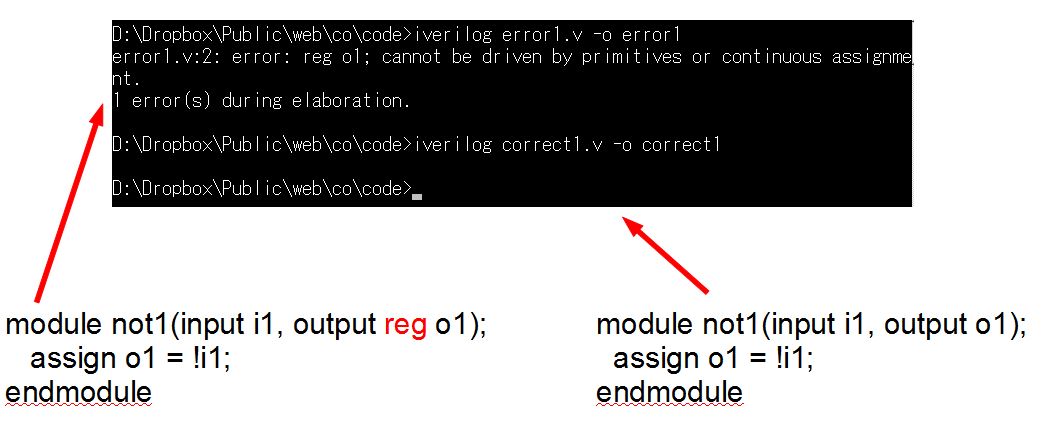 D:\Dropbox\Public\web\co\code>iverilog error1.v -o error1
error1.v:2: error: reg o1; cannot be driven by primitives or continuous assignme
nt.
1 error(s) during elaboration.
D:\Dropbox\Public\web\co\code>iverilog correct1.v -o correct1
D:\Dropbox\Public\web\co\code>
module not1(input i1, output reg o1);
assign o1 = !i1;
endmodule
module not1(input i1, output o1);
assign o1 = !i1;
endmodule